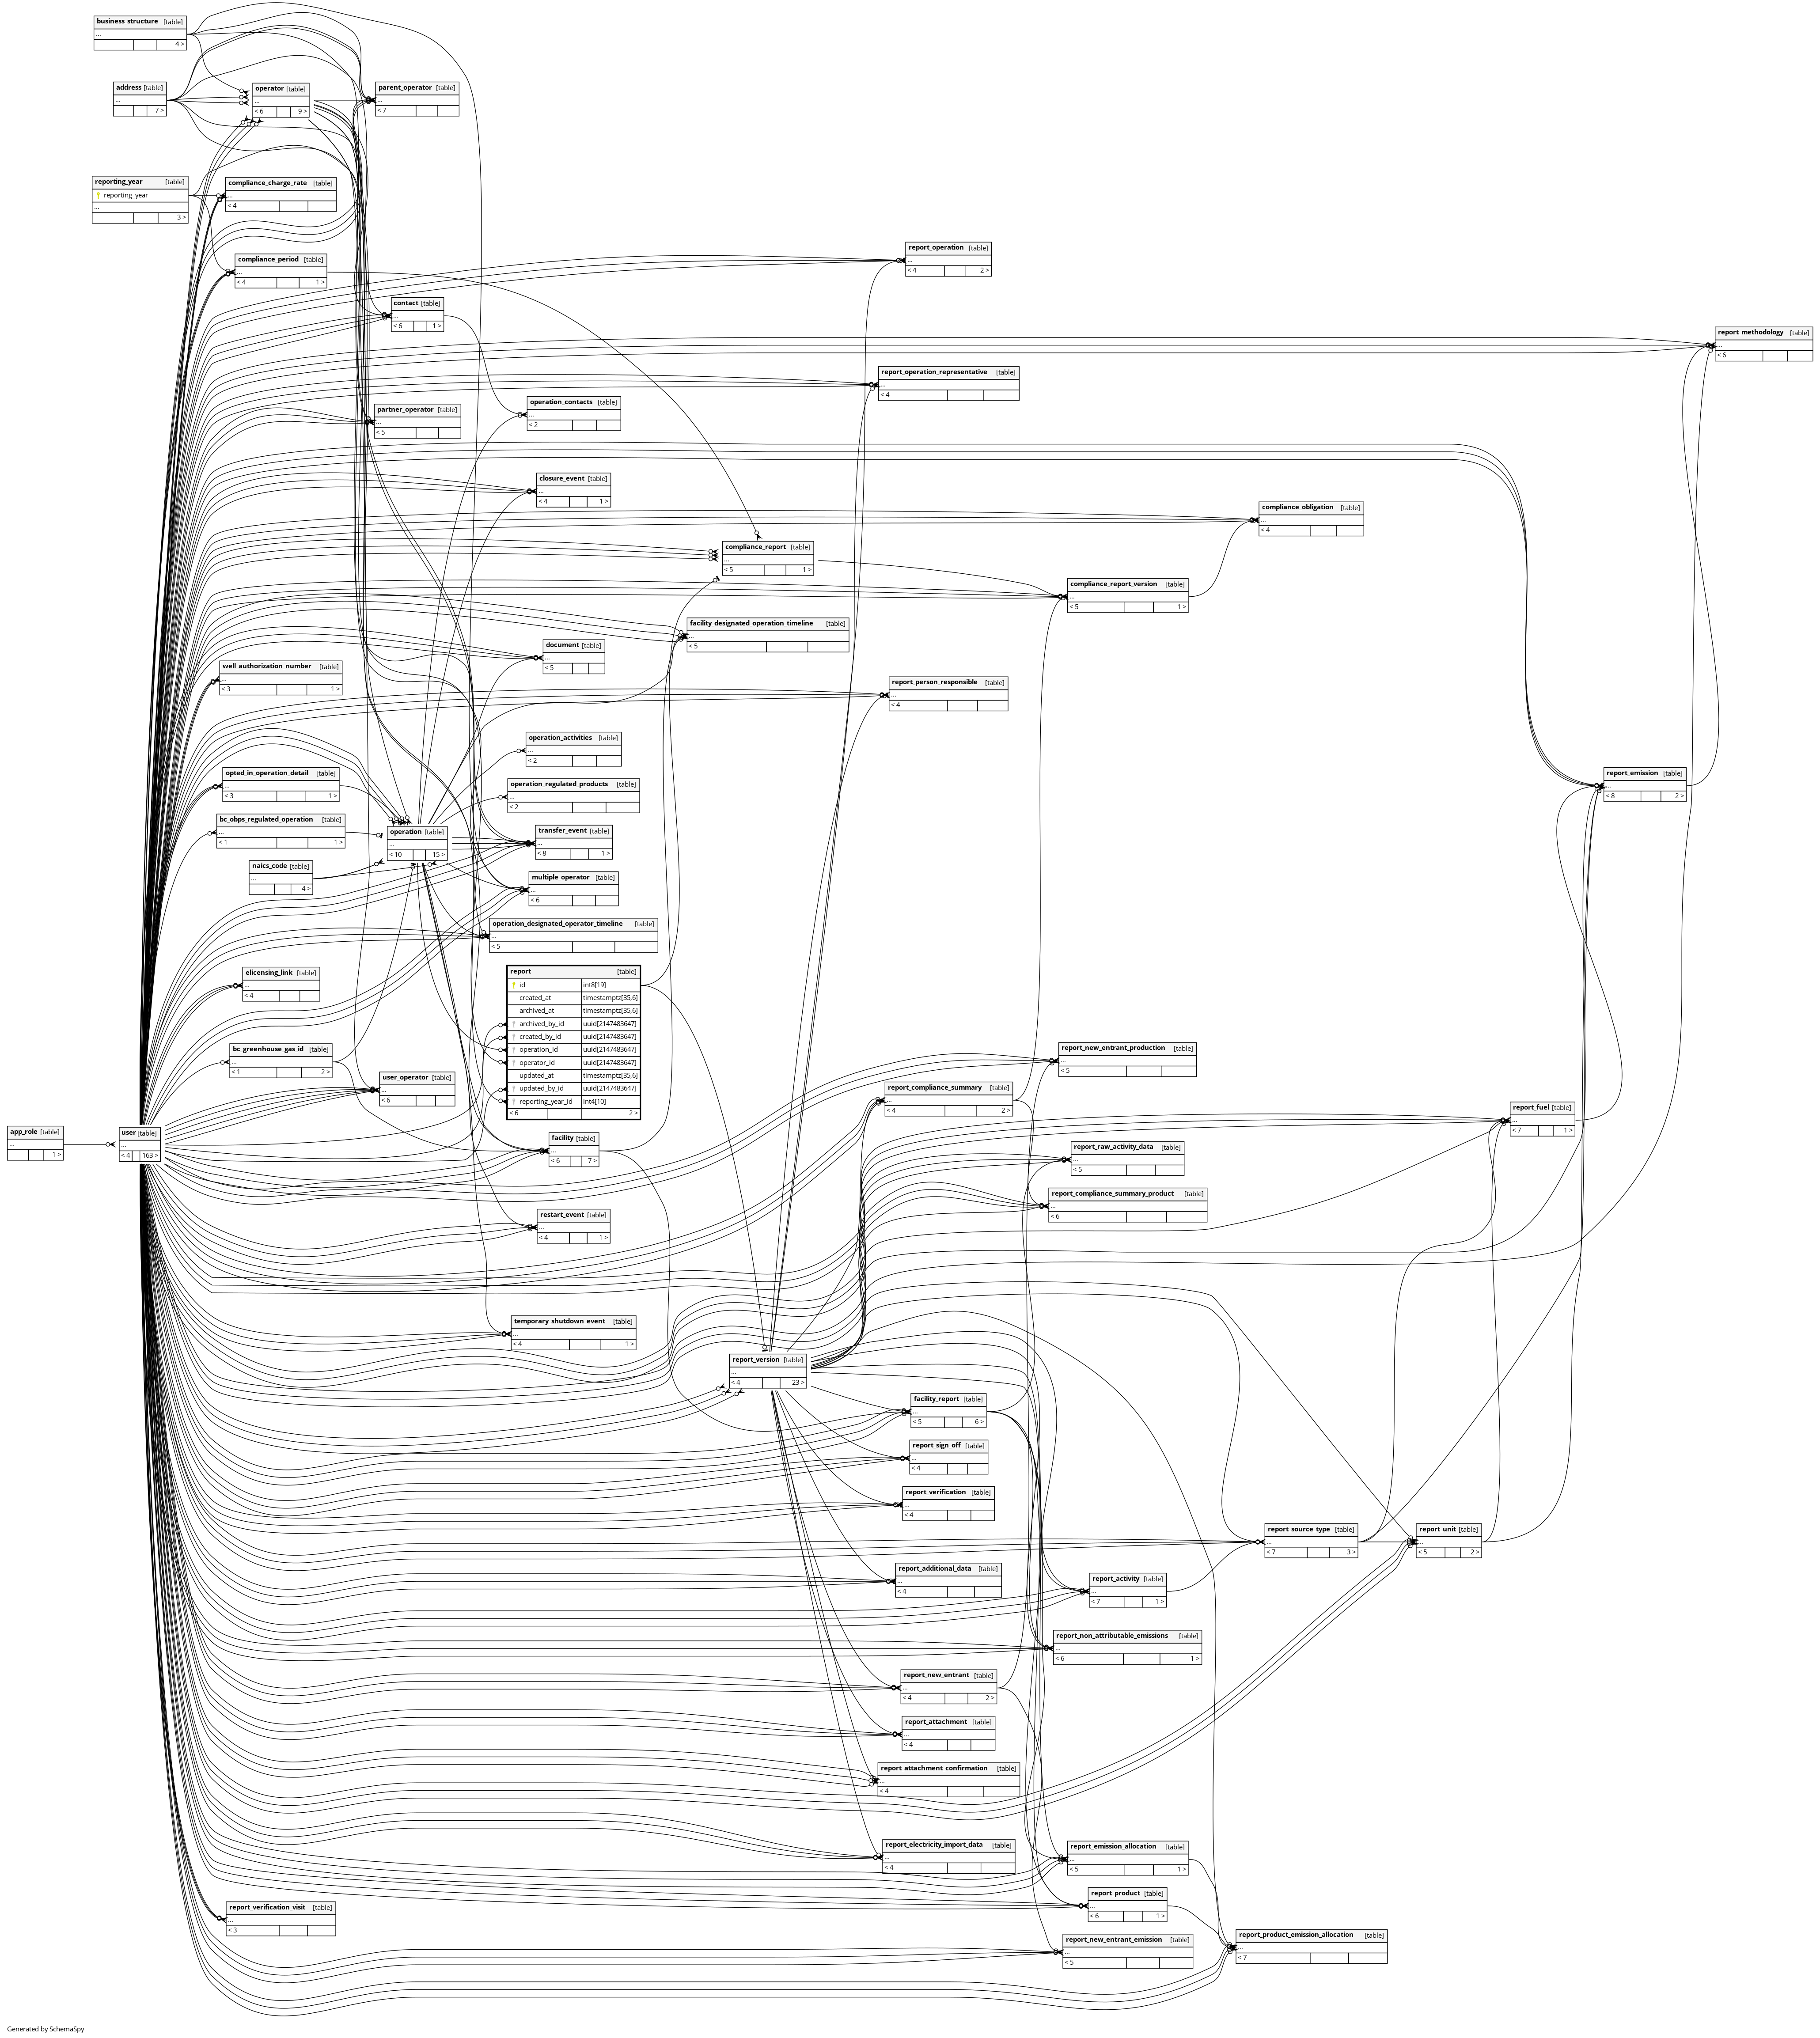 business_structure [table]
...
4 >
address [table]
...
7 >
operator [table]
...
< 6 9 >
parent_operator [table]
...
< 7
reporting_year [table]
reporting_year
...
3 >
compliance_charge_rate [table]
...
< 4
compliance_period [table]
...
< 4 1 >
report_operation [table]
...
< 4 2 >
contact [table]
...
< 6 1 >
report_methodology [table]
...
< 6
report_operation_representative [table]
...
< 4
partner_operator [table]
...
< 5
operation_contacts [table]
...
< 2
closure_event [table]
...
< 4 1 >
compliance_obligation [table]
...
< 4
compliance_report [table]
...
< 5 1 >
compliance_report_version [table]
...
< 5 1 >
facility_designated_operation_timeline [table]
...
< 5
document [table]
...
< 5
well_authorization_number [table]
...
< 3 1 >
report_person_responsible [table]
...
< 4
operation_activities [table]
...
< 2
opted_in_operation_detail [table]
...
< 3 1 >
operation_regulated_products [table]
...
< 2
report_emission [table]
...
< 8 2 >
bc_obps_regulated_operation [table]
...
< 1 1 >
operation [table]
...
< 10 15 >
transfer_event [table]
...
< 8 1 >
naics_code [table]
...
4 >
multiple_operator [table]
...
< 6
operation_designated_operator_timeline [table]
...
< 5
elicensing_link [table]
...
< 4
report [table]
id int8[19]
created_at timestamptz[35,6]
archived_at timestamptz[35,6]
archived_by_id uuid[2147483647]
created_by_id uuid[2147483647]
operation_id uuid[2147483647]
operator_id uuid[2147483647]
updated_at timestamptz[35,6]
updated_by_id uuid[2147483647]
reporting_year_id int4[10]
< 6 2 >
bc_greenhouse_gas_id [table]
...
< 1 2 >
user_operator [table]
...
< 6
report_new_entrant_production [table]
...
< 5
report_compliance_summary [table]
...
< 4 2 >
report_fuel [table]
...
< 7 1 >
app_role [table]
...
1 >
user [table]
...
< 4 163 >
facility [table]
...
< 6 7 >
report_raw_activity_data [table]
...
< 5
report_compliance_summary_product [table]
...
< 6
restart_event [table]
...
< 4 1 >
temporary_shutdown_event [table]
...
< 4 1 >
report_version [table]
...
< 4 23 >
facility_report [table]
...
< 5 6 >
report_sign_off [table]
...
< 4
report_verification [table]
...
< 4
report_source_type [table]
...
< 7 3 >
report_unit [table]
...
< 5 2 >
report_additional_data [table]
...
< 4
report_activity [table]
...
< 7 1 >
report_non_attributable_emissions [table]
...
< 6 1 >
report_new_entrant [table]
...
< 4 2 >
report_attachment [table]
...
< 4
report_attachment_confirmation [table]
...
< 4
report_electricity_import_data [table]
...
< 4
report_emission_allocation [table]
...
< 5 1 >
report_product [table]
...
< 6 1 >
report_verification_visit [table]
...
< 3
report_new_entrant_emission [table]
...
< 5
report_product_emission_allocation [table]
...
< 7
Generated by SchemaSpy